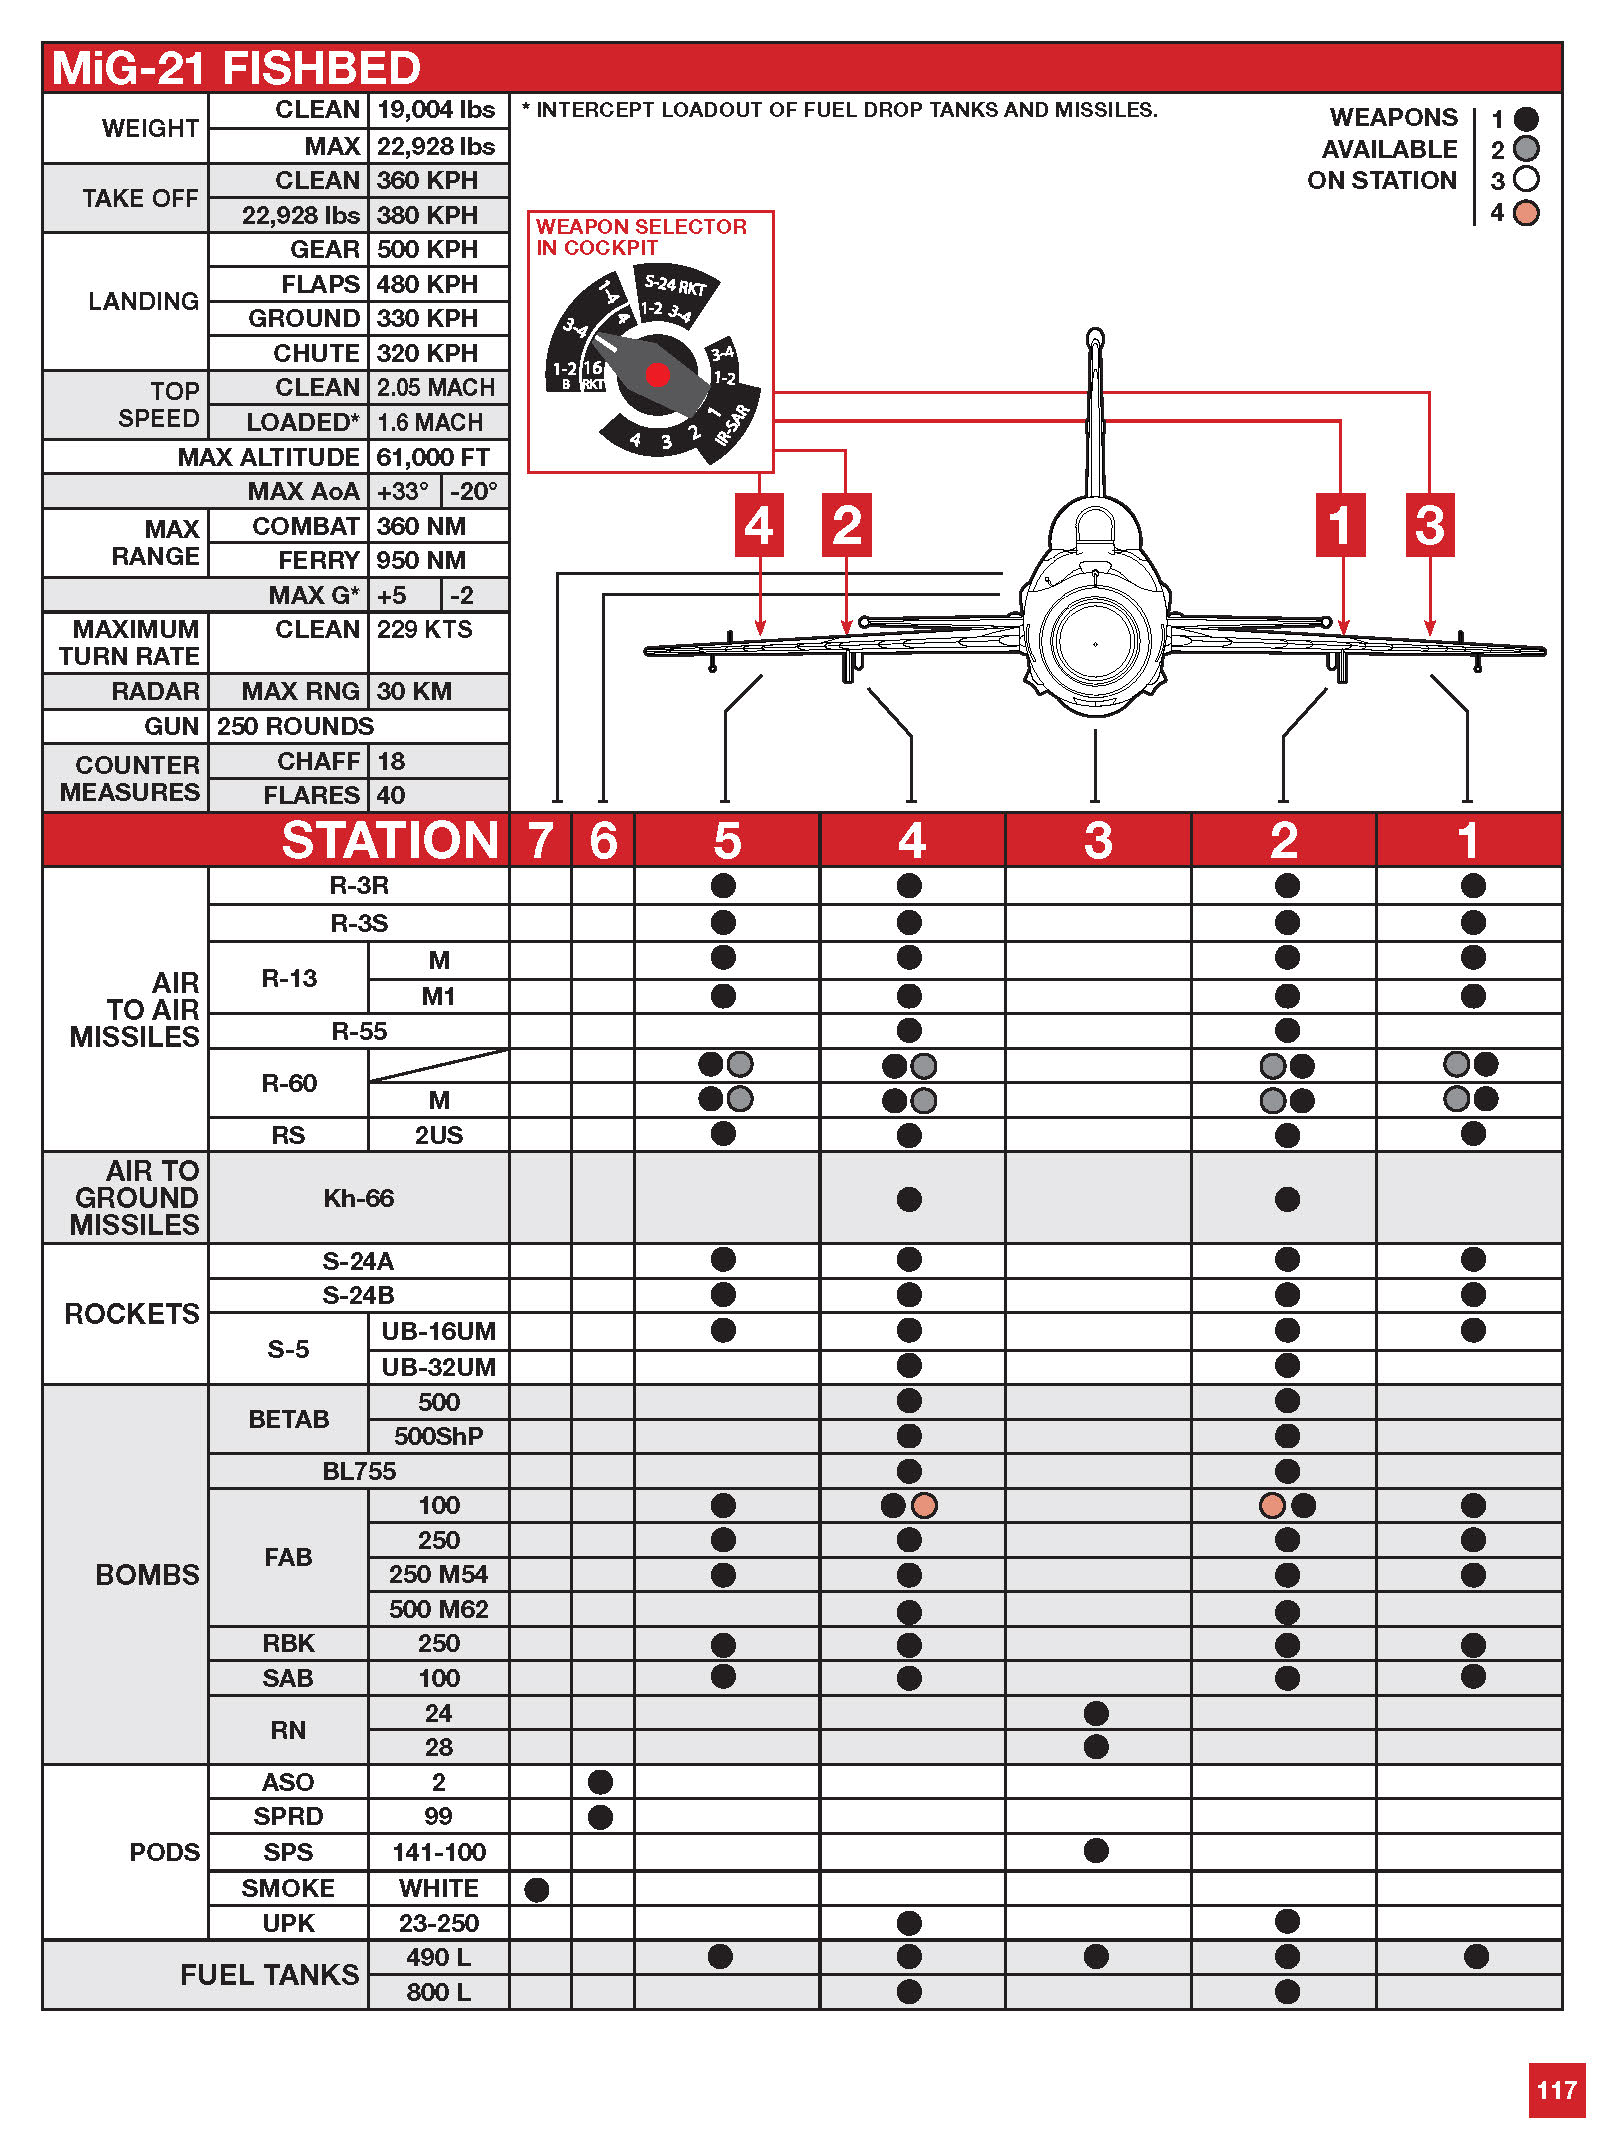 MiG-21 FISHBED
WEIGHT CLEAN 19,004 lbs
MAX 22,928 lbs
TAKE OFF CLEAN 360 KPH
22,928 lbs 380 KPH
LANDING GEAR 500 KPH
FLAPS 480 KPH
GROUND 330 KPH
CHUTE 320 KPH
TOP SPEED CLEAN 2.05 MACH
LOADED* 1.6 MACH
MAX ALTITUDE 61,000 FT
MAX AoA +33° -20°
MAX RANGE COMBAT 360 NM
FERRY 950 NM
MAX G* +5 -2
MAXIMUM TURN RATE CLEAN 229 KTS
RADAR MAX RNG 30 KM
GUN 250 ROUNDS
COUNTER MEASURES CHAFF 18
FLARES 40
* INTERCEPT LOADOUT OF FUEL DROP TANKS AND MISSILES.
WEAPONS AVAILABLE ON STATION
1
2
3
4
WEAPON SELECTOR
IN COCKPIT
S-24 RKT
1-2 3-4
1-4
4
3-4
1-2
B
16
RKT
3-4
1-2
IR-SAR
1
2
3
4
4 2 1 3
STATION 7 6 5 4 3 2 1
AIR TO AIR MISSILES
R-3R
R-3S
R-13 M
M1
R-55
R-60
M
RS 2US
AIR TO GROUND MISSILES
Kh-66
ROCKETS
S-24A
S-24B
S-5 UB-16UM
UB-32UM
BOMBS
BETAB 500
500ShP
BL755
FAB 100
250
250 M54
500 M62
RBK 250
SAB 100
RN 24
28
PODS
ASO 2
SPRD 99
SPS 141-100
SMOKE WHITE
UPK 23-250
FUEL TANKS 490 L
800 L
117